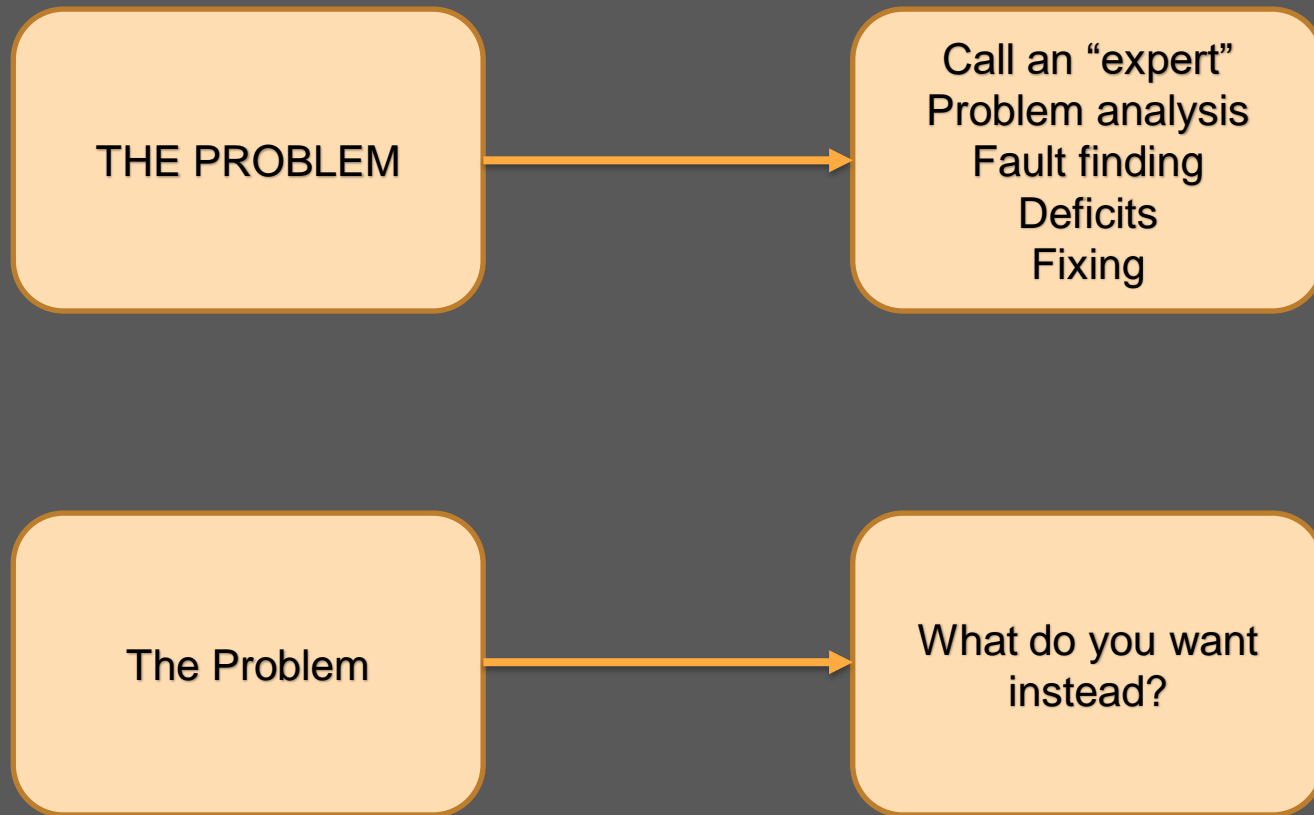 THE PROBLEM
Call an “expert”
Problem analysis
Fault finding
Deficits
Fixing
The Problem
What do you want
instead?